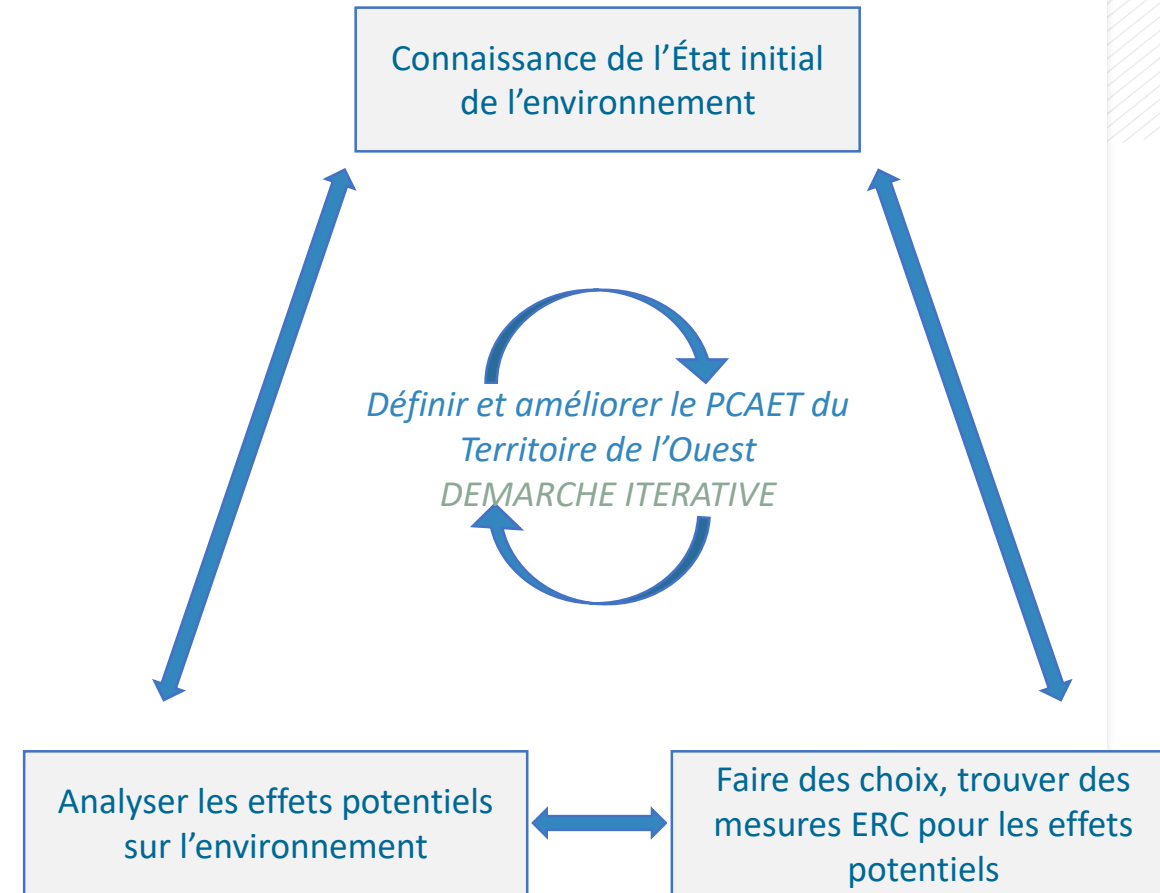 Connaissance de l’État initial
de l’environnement
Définir et améliorer le PCAET du
Territoire de l’Ouest
DEMARCHE ITERATIVE
Analyser les effets potentiels
sur l’environnement
Faire des choix, trouver des
mesures ERC pour les effets
potentiels